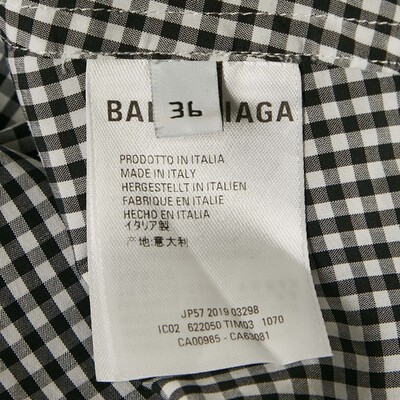 36
BAL IAGA
PRODOTTO IN ITALIA
MADE IN ITALY
HERGESTELLT IN ITALIEN
FABRIQUE EN ITALIE
HECHO EN ITALIA
イタリア製
产地:意大利
JP57 2019 03298
IC02 622050 TIM03 1070
CA00985 - CA63081